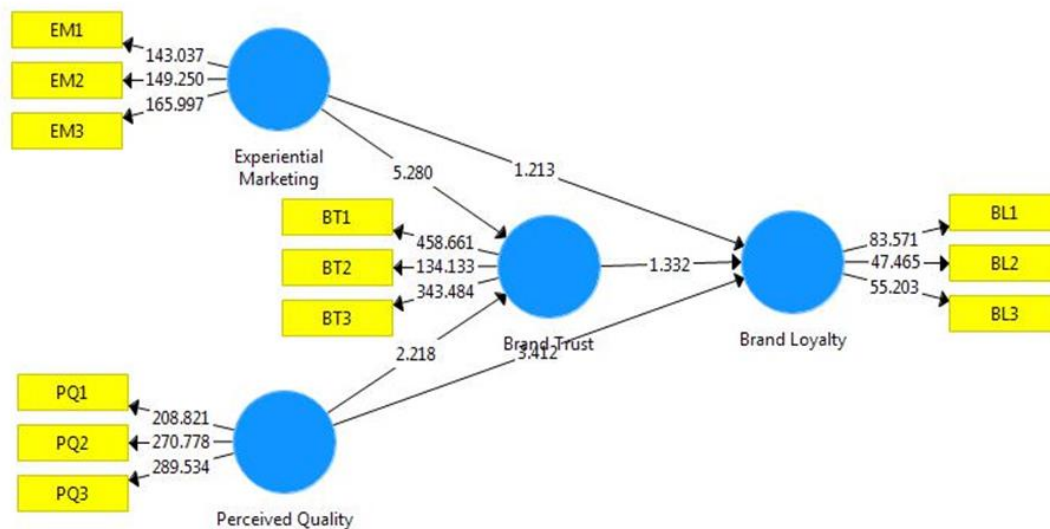 EM1
143.037
EM2
149.250
EM3
165.997
Experiential
Marketing
5.280
1.213
BT1
458.661
BT2
134.133
BT3
343.484
Brand Trust
1.332
BL1
83.571
BL2
47.465
BL3
55.203
Brand Loyalty
2.218
3.412
PQ1
208.821
PQ2
270.778
PQ3
289.534
Perceived Quality